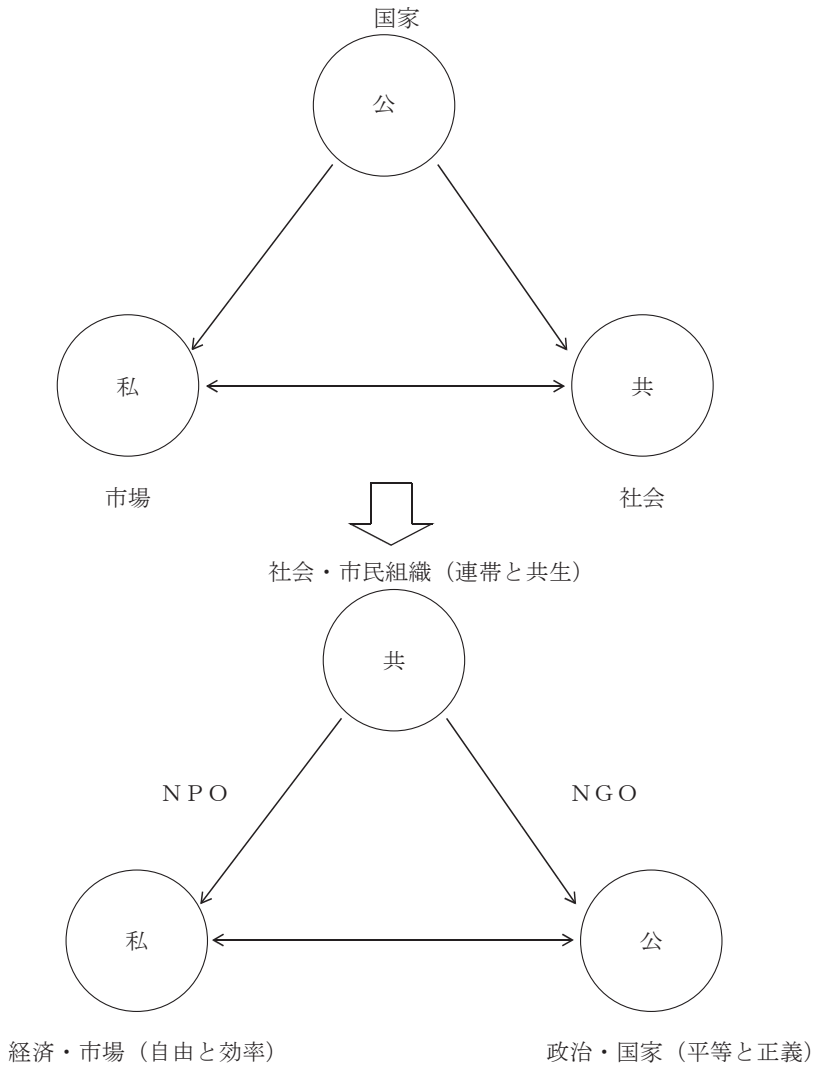 国家
公
私
共
市場
社会
社会・市民組織（連帯と共生）
共
ＮＰＯ
ＮＧＯ
私
公
経済・市場（自由と効率）
政治・国家（平等と正義）